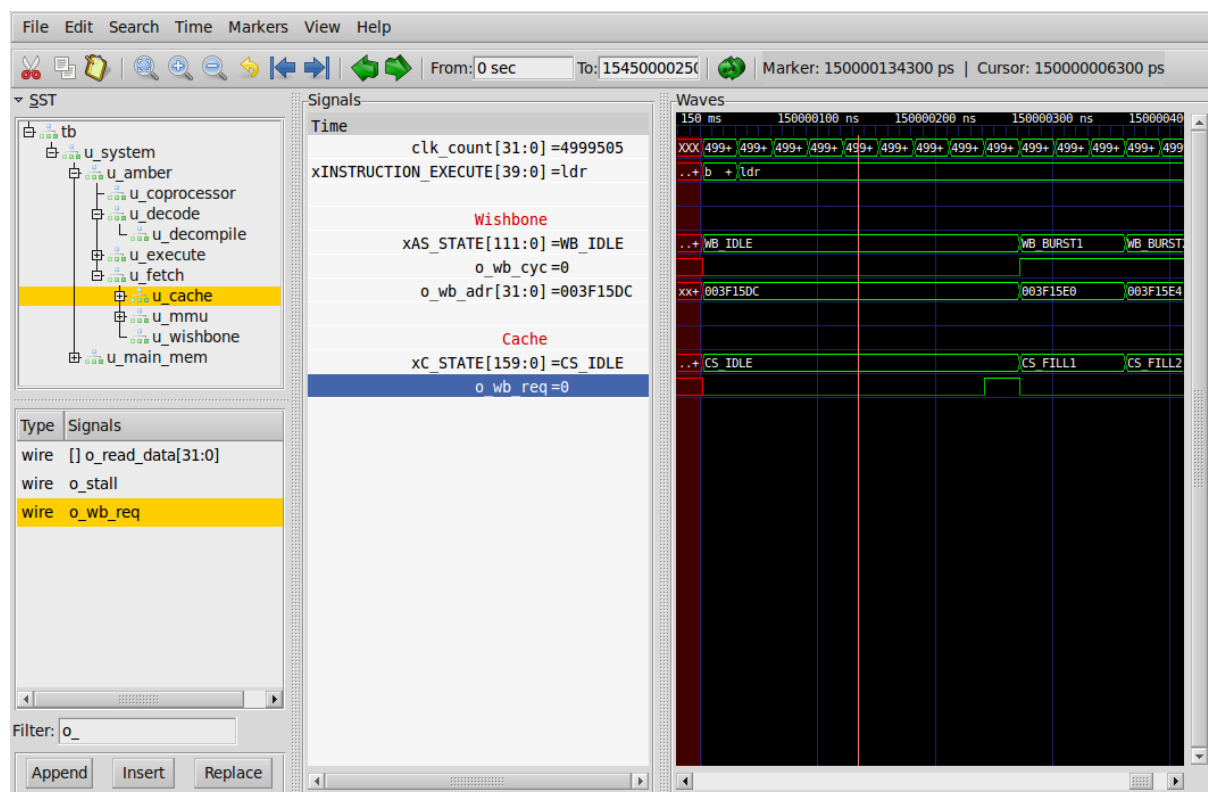 File Edit Search Time Markers View Help
From: 0 sec To: 1545000025( Marker: 150000134300 ps | Cursor: 150000006300 ps
SST
tb
u_system
u_amber
u_coprocessor
u_decode
u_decompile
u_execute
u_fetch
u_cache
u_mmu
u_wishbone
u_main_mem
Type Signals
wire [] o_read_data[31:0]
wire o_stall
wire o_wb_req
Filter: o_
Append Insert Replace
Signals
Time
clk_count[31:0] =4999505
xINSTRUCTION_EXECUTE[39:0] =ldr
Wishbone
xAS_STATE[111:0] =WB_IDLE
o_wb_cyc=0
o_wb_adr[31:0] =003F15DC
Cache
xC_STATE[159:0] =CS_IDLE
o_wb_req=0
Waves
150 ms 150000100 ns 150000200 ns 150000300 ns 15000040
XXX 499+ 499+ 499+ 499+ 499+ 499+ 499+ 499+ 499+ 499+ 499+ 499+ 499+ 499
..+ b + ldr
..+ WB_IDLE WB_BURST1 WB_BURST2
xx+ 003F15DC 003F15E0 003F15E4
..+ CS_IDLE CS_FILL1 CS_FILL2